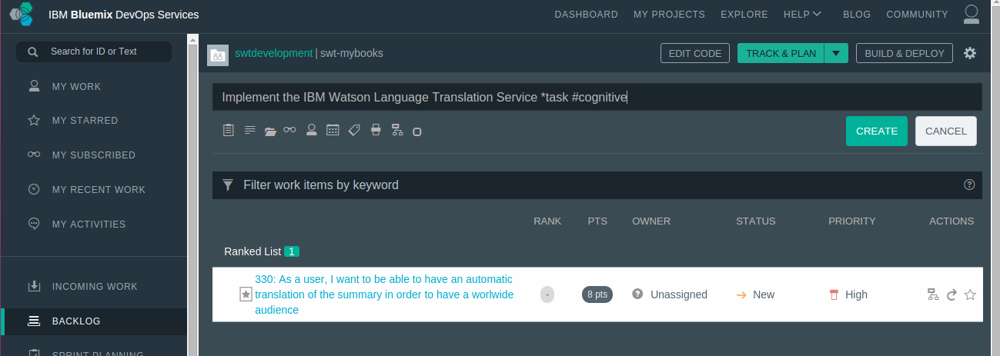 IBM Bluemix DevOps Services
DASHBOARD MY PROJECTS EXPLORE HELP BLOG COMMUNITY
Search for ID or Text
MY WORK
MY STARRED
MY SUBSCRIBED
MY RECENT WORK
MY ACTIVITIES
INCOMING WORK
BACKLOG
SPRINT PLANNING
swtdevelopment | swt-mybooks
EDIT CODE TRACK & PLAN BUILD & DEPLOY
Implement the IBM Watson Language Translation Service *task #cognitive
CREATE CANCEL
Filter work items by keyword
RANK PTS OWNER STATUS PRIORITY ACTIONS
Ranked List 1
330: As a user, I want to be able to have an automatic
translation of the summary in order to have a worlwide
audience
- 8 pts Unassigned New High